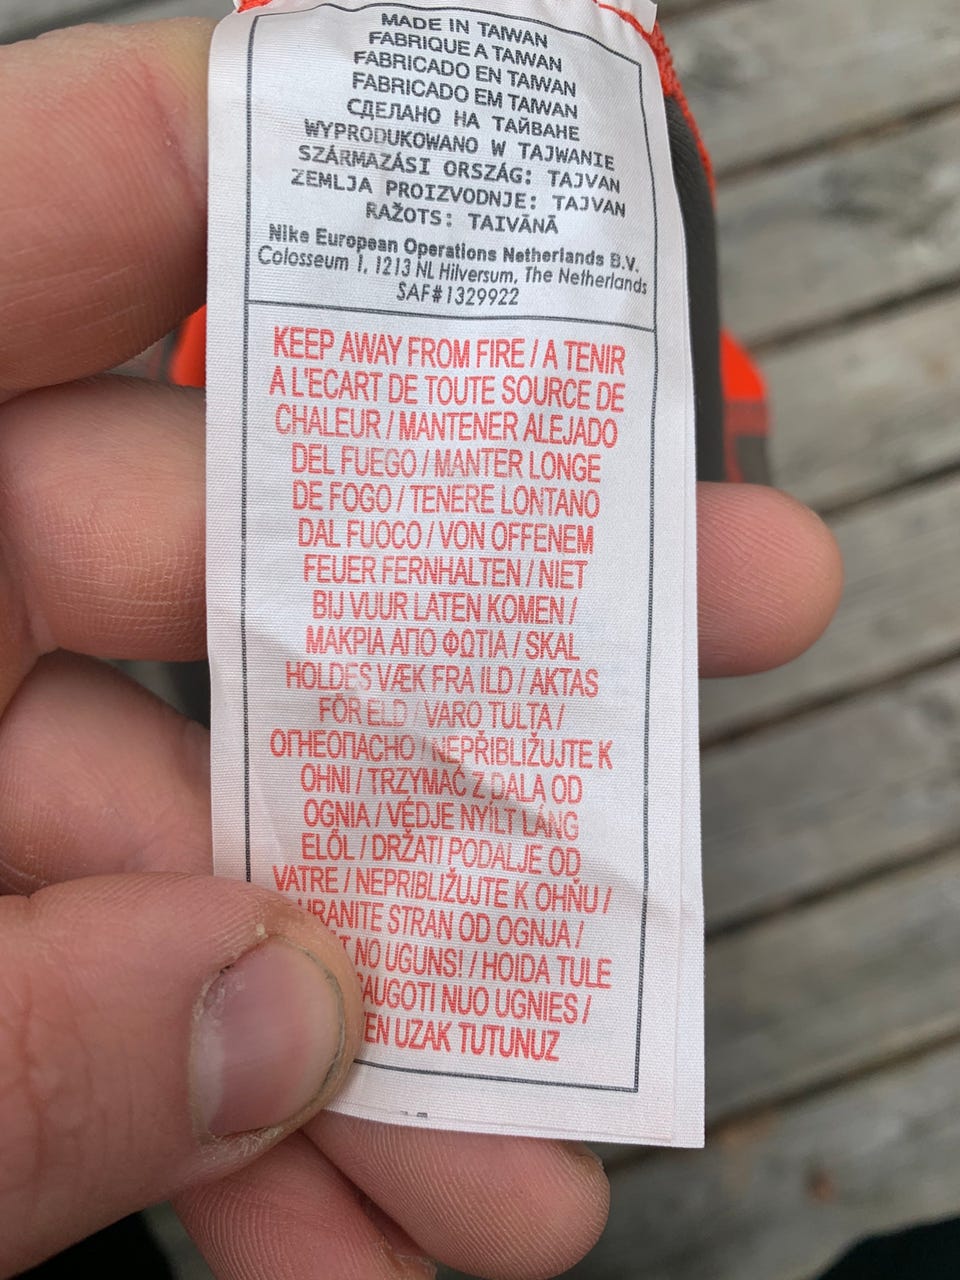 MADE IN TAIWAN
FABRIQUE A TAIWAN
FABRICADO EN TAIWAN
FABRICADO EM TAIWAN
СДЕЛАНО НА ТАЙВАНЕ
WYPRODUKOWANO W TAJWANIE
SZÁRMAZÁSI ORSZÁG: TAJVAN
ZEMLJA PROIZVODNJE: TAJVAN
RAŽOTS: TAIVĀNĀ
Nike European Operations Netherlands B.V.
Colosseum 1, 1213 NL Hilversum, The Netherlands
SAF#1329922
KEEP AWAY FROM FIRE / A TENIR
A L'ECART DE TOUTE SOURCE DE
CHALEUR / MANTENER ALEJADO
DEL FUEGO / MANTER LONGE
DE FOGO / TENERE LONTANO
DAL FUOCO / VON OFFENEM
FEUER FERNHALTEN / NIET
BIJ VUUR LATEN KOMEN /
ΜΑΚΡΙΑ ΑΠΟ ΦΩΤΙΑ / SKAL
HOLDES VÆK FRA ILD / AKTAS
FÖR ELD / VARO TULTA /
ОГНЕОПАСНО / NEPŘIBLIŽUJTE K
OHNI / TRZYMAĆ Z DALA OD
OGNIA / VÉDJE NYÍLT LÁNG
ELŐL / DRŽATI PODALJE OD
VATRE / NEPRIBLIŽUJTE K OHŇU /
STRAN OD OGNJA /
NO UGUNS! / HOIDA TULE
NUO UGNIES /
UZAK TUTUNUZ